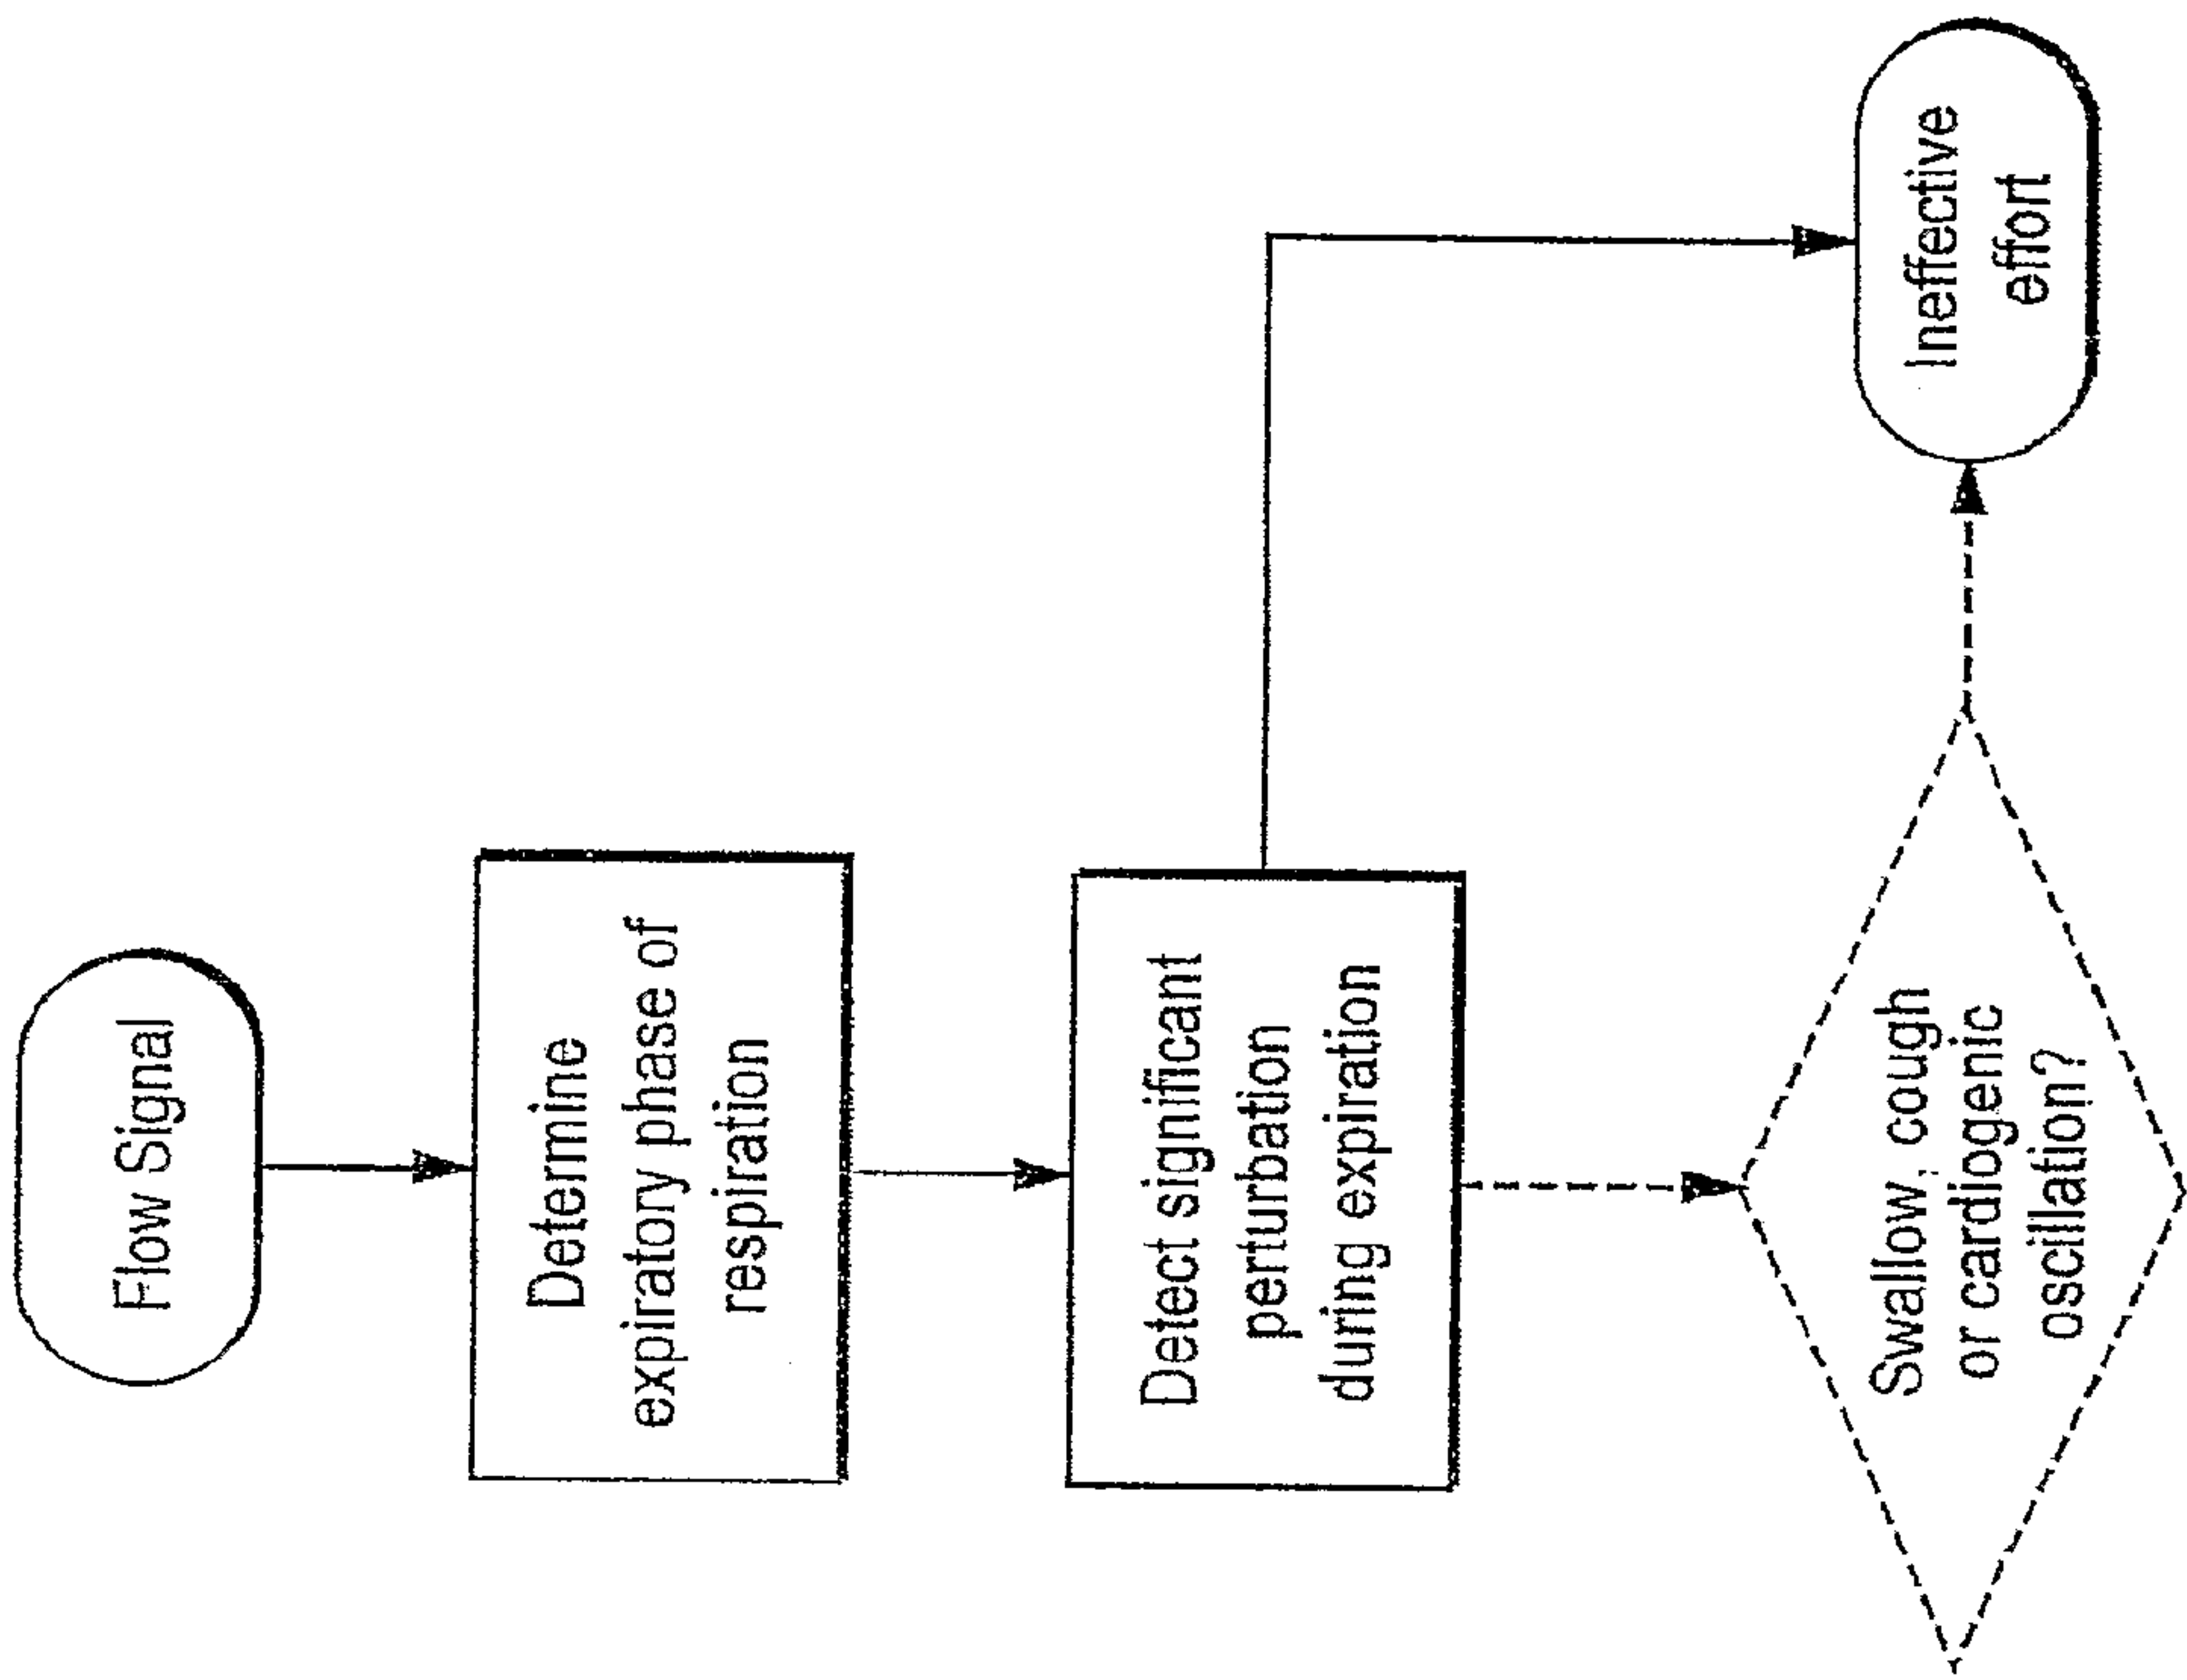 Flow Signal
Determine
expiratory phase of
respiration
Detect significant
perturbation
during expiration
Swallow, cough
or cardiogenic
oscillation?
Ineffective
effort